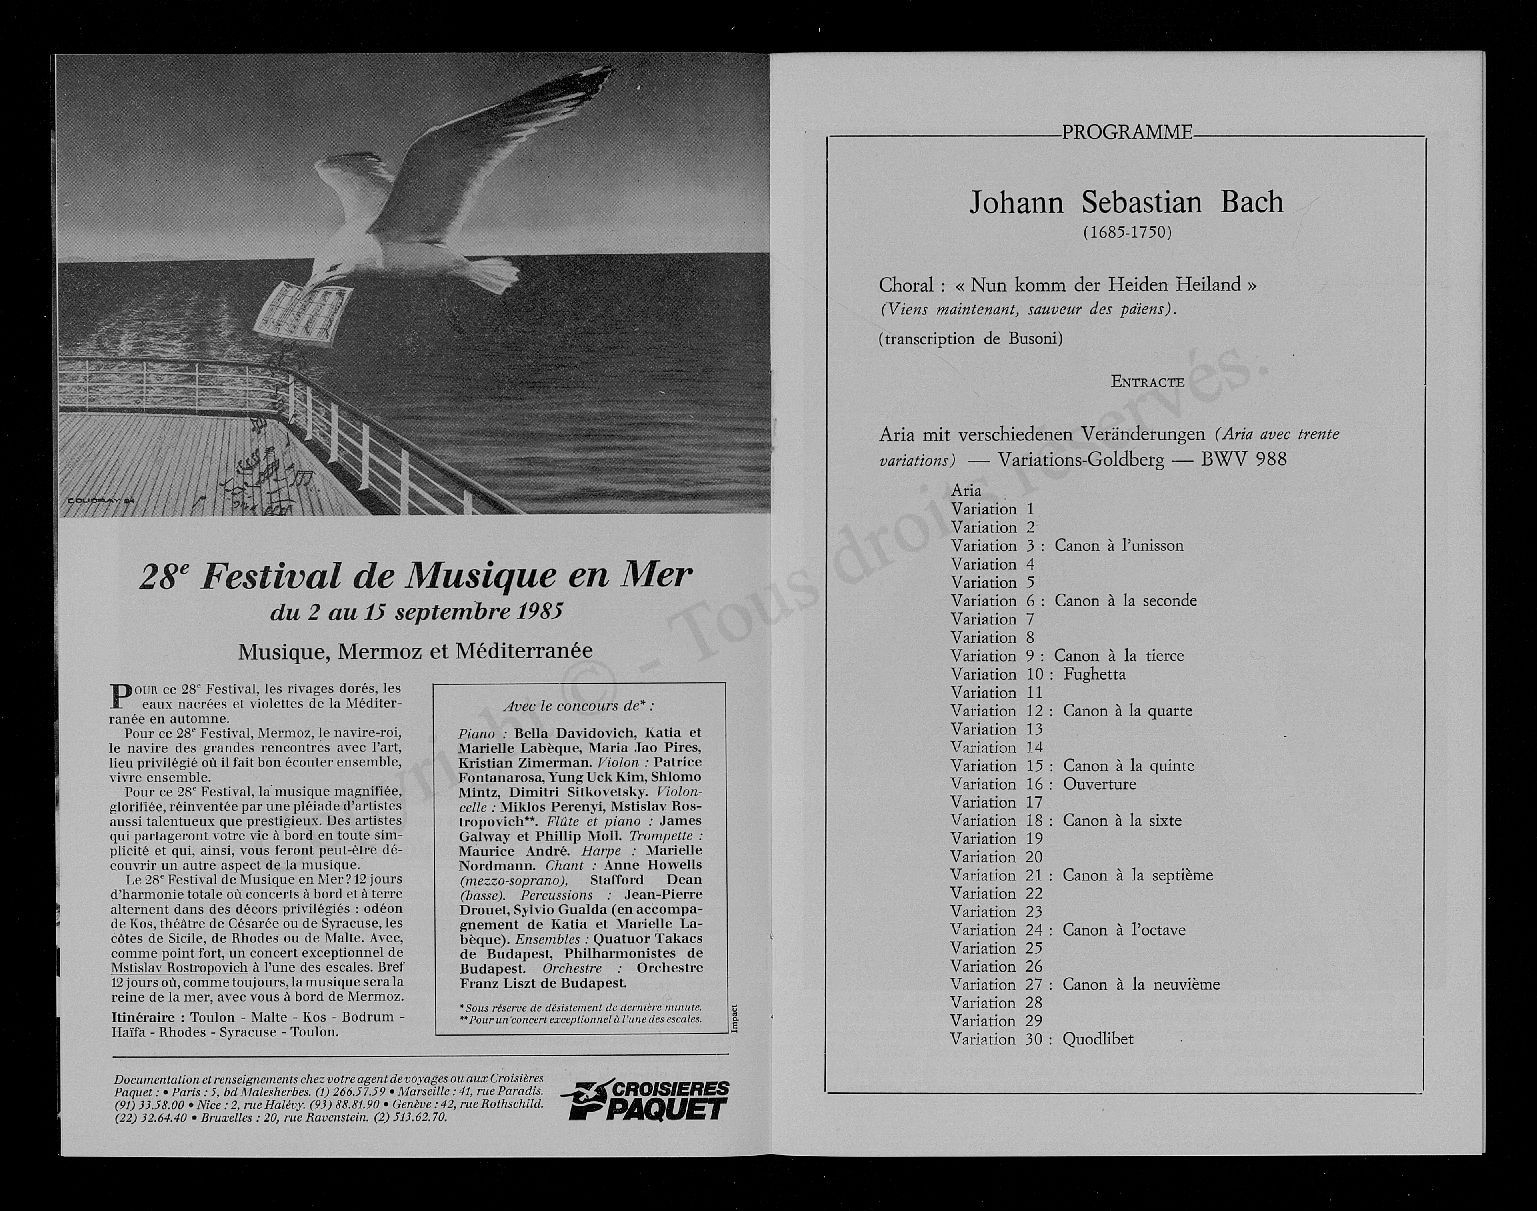 COUDRAY 84
28e Festival de Musique en Mer
du 2 au 15 septembre 1985
Musique, Mermoz et Méditerranée
POUR ce 28e Festival, les rivages dorés, les
eaux nacrées et violettes de la Méditer-
ranée en automne.
Pour ce 28e Festival, Mermoz, le navire-roi,
le navire des grandes rencontres avec l'art,
lieu privilégié où il fait bon écouter ensemble,
vivre ensemble.
Pour ce 28e Festival, la musique magnifiée,
glorifiée, réinventée par une pléiade d'artistes
aussi talentueux que prestigieux. Des artistes
qui partageront votre vie à bord en toute sim-
plicité et qui, ainsi, vous feront peut-être dé-
couvrir un autre aspect de la musique.
Le 28e Festival de Musique en Mer ? 12 jours
d'harmonie totale où concerts à bord et à terre
alternent dans des décors privilégiés : odéon
de Kos, théâtre de Césarée ou de Syracuse, les
côtes de Sicile, de Rhodes ou de Malte. Avec,
comme point fort, un concert exceptionnel de
Mstislav Rostropovich à l'une des escales. Bref
12 jours où, comme toujours, la musique sera la
reine de la mer, avec vous à bord de Mermoz.
Itinéraire : Toulon - Malte - Kos - Bodrum -
Haïfa - Rhodes - Syracuse - Toulon.
Avec le concours de* :
Piano : Bella Davidovich, Katia et
Marielle Labèque, Maria Jao Pires,
Kristian Zimerman. Violon : Patrice
Fontanarosa, Yung Uck Kim, Shlomo
Mintz, Dimitri Sitkovetsky. Violon-
celle : Miklos Perenyi, Mstislav Ros-
tropovich**. Flûte et piano : James
Galway et Phillip Moll. Trompette :
Maurice André. Harpe : Marielle
Nordmann. Chant : Anne Howells
(mezzo-soprano), Stafford Dean
(basse). Percussions : Jean-Pierre
Drouet, Sylvio Gualda (en accompa-
gnement de Katia et Marielle La-
bèque). Ensembles : Quatuor Takacs
de Budapest, Philharmonistes de
Budapest. Orchestre : Orchestre
Franz Liszt de Budapest.
* Sous réserve de désistement de dernière minute.
** Pour un concert exceptionnel à l'une des escales.
Impact
Documentation et renseignements chez votre agent de voyages ou aux Croisières
Paquet : • Paris : 5, bd Malesherbes. (1) 266.57.59 • Marseille : 41, rue Paradis.
(91) 33.58.00 • Nice : 2, rue Halévy. (93) 88.81.90 • Genève : 42, rue Rothschild.
(22) 32.64.40 • Bruxelles : 20, rue Ravenstein. (2) 513.62.70.
CROISIERES
PAQUET
PROGRAMME
Johann Sebastian Bach
(1685-1750)
Choral : « Nun komm der Heiden Heiland »
(Viens maintenant, sauveur des païens).
(transcription de Busoni)
ENTRACTE
Aria mit verschiedenen Veränderungen (Aria avec trente
variations) — Variations-Goldberg — BWV 988
Aria
Variation 1
Variation 2
Variation 3 : Canon à l'unisson
Variation 4
Variation 5
Variation 6 : Canon à la seconde
Variation 7
Variation 8
Variation 9 : Canon à la tierce
Variation 10 : Fughetta
Variation 11
Variation 12 : Canon à la quarte
Variation 13
Variation 14
Variation 15 : Canon à la quinte
Variation 16 : Ouverture
Variation 17
Variation 18 : Canon à la sixte
Variation 19
Variation 20
Variation 21 : Canon à la septième
Variation 22
Variation 23
Variation 24 : Canon à l'octave
Variation 25
Variation 26
Variation 27 : Canon à la neuvième
Variation 28
Variation 29
Variation 30 : Quodlibet
Copyright © - Tous droits réservés.